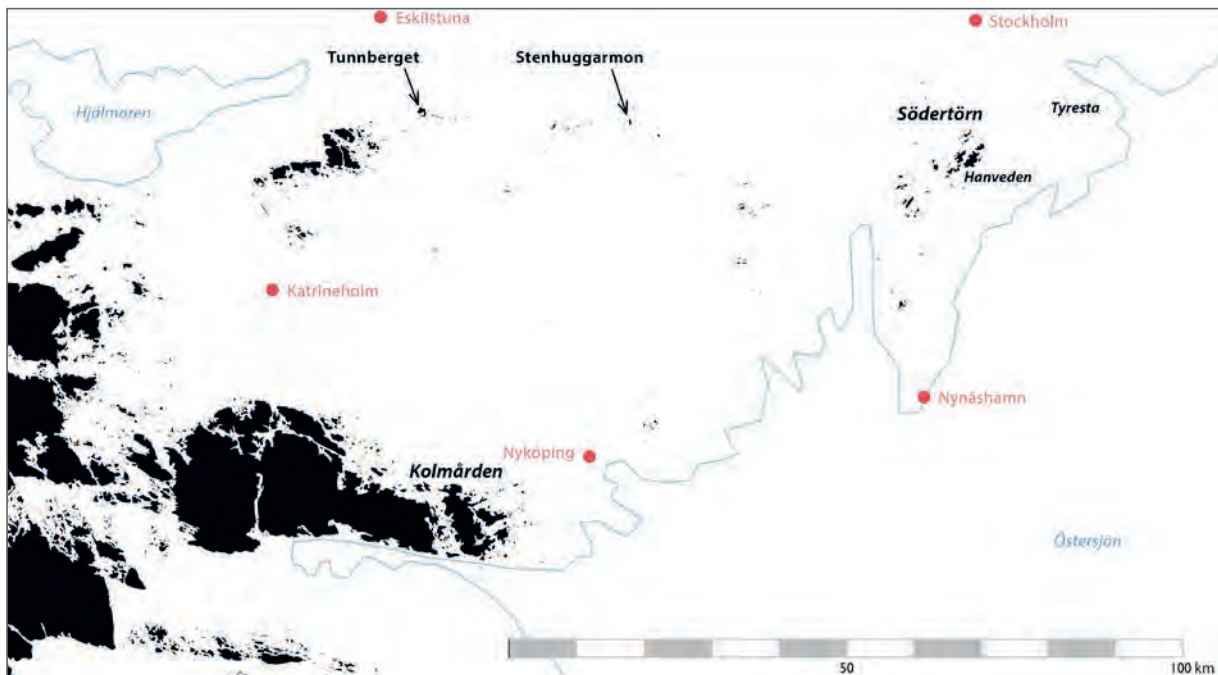 Eskilstuna
Stockholm
Tunnberget
Stenhuggarmon
Hjälmaren
Södertörn
Tyresta
Hanveden
Katrineholm
Nynäshamn
Nyköping
Kolmården
Östersjön
50
100 km